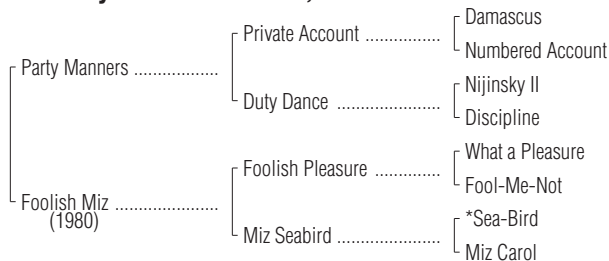 Damascus
Private Account ..................
Numbered Account
Party Manners ..................
Nijinsky II
Duty Dance ......................
Discipline
What a Pleasure
Foolish Pleasure ...............
Fool-Me-Not
Foolish Miz ......................
(1980)
*Sea-Bird
Miz Seabird ......................
Miz Carol